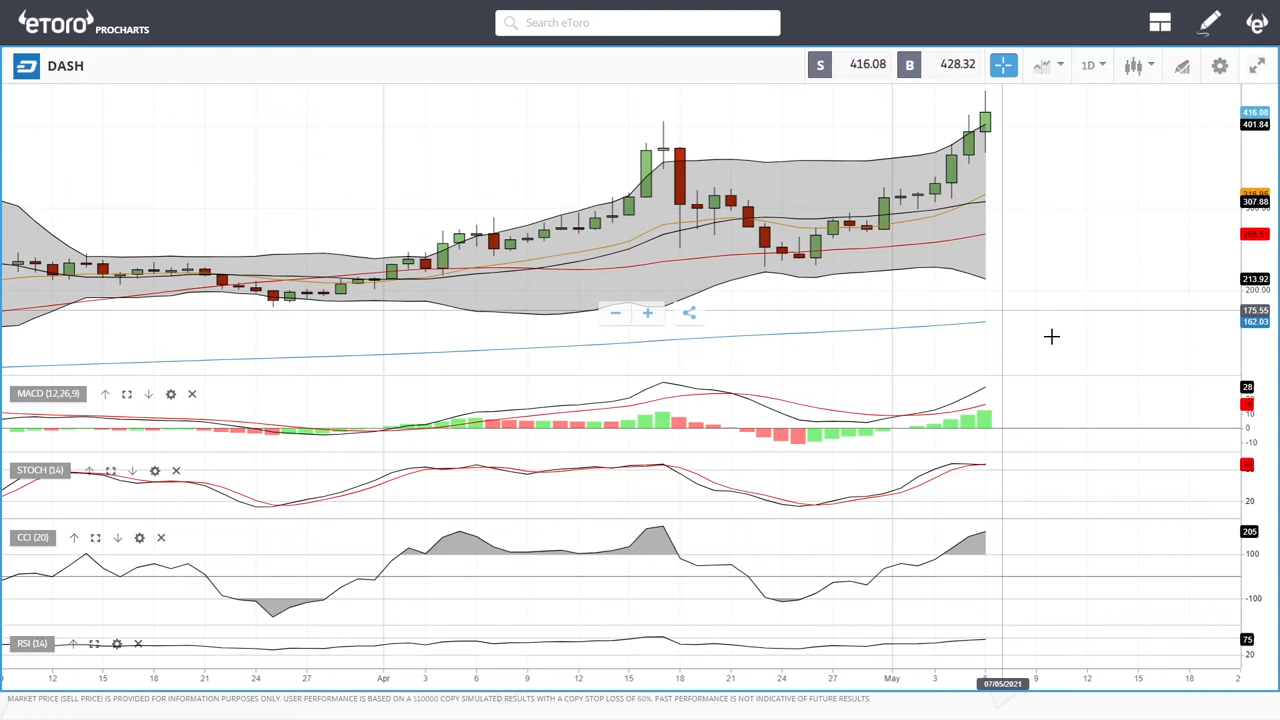 eToro PROCHARTS
Search eToro
DASH
S 416.08 B 428.32
1D
416.08
401.84
307.88
213.92
200.00
175.55
162.03
MACD (12,26,9)
28
0
-10
STOCH (14)
20
CCI (20)
205
100
-100
RSI (14)
75
20
12 15 18 21 24 27 Apr 3 6 9 12 15 18 21 24 27 May 3 9 12 15 18 2
07/05/2021
MARKET PRICE (SELL PRICE) IS PROVIDED FOR INFORMATION PURPOSES ONLY. USER PERFORMANCE IS BASED ON A $10000 COPY SIMULATED RESULTS WITH A COPY STOP LOSS OF 60%. PAST PERFORMANCE IS NOT INDICATIVE OF FUTURE RESULTS.